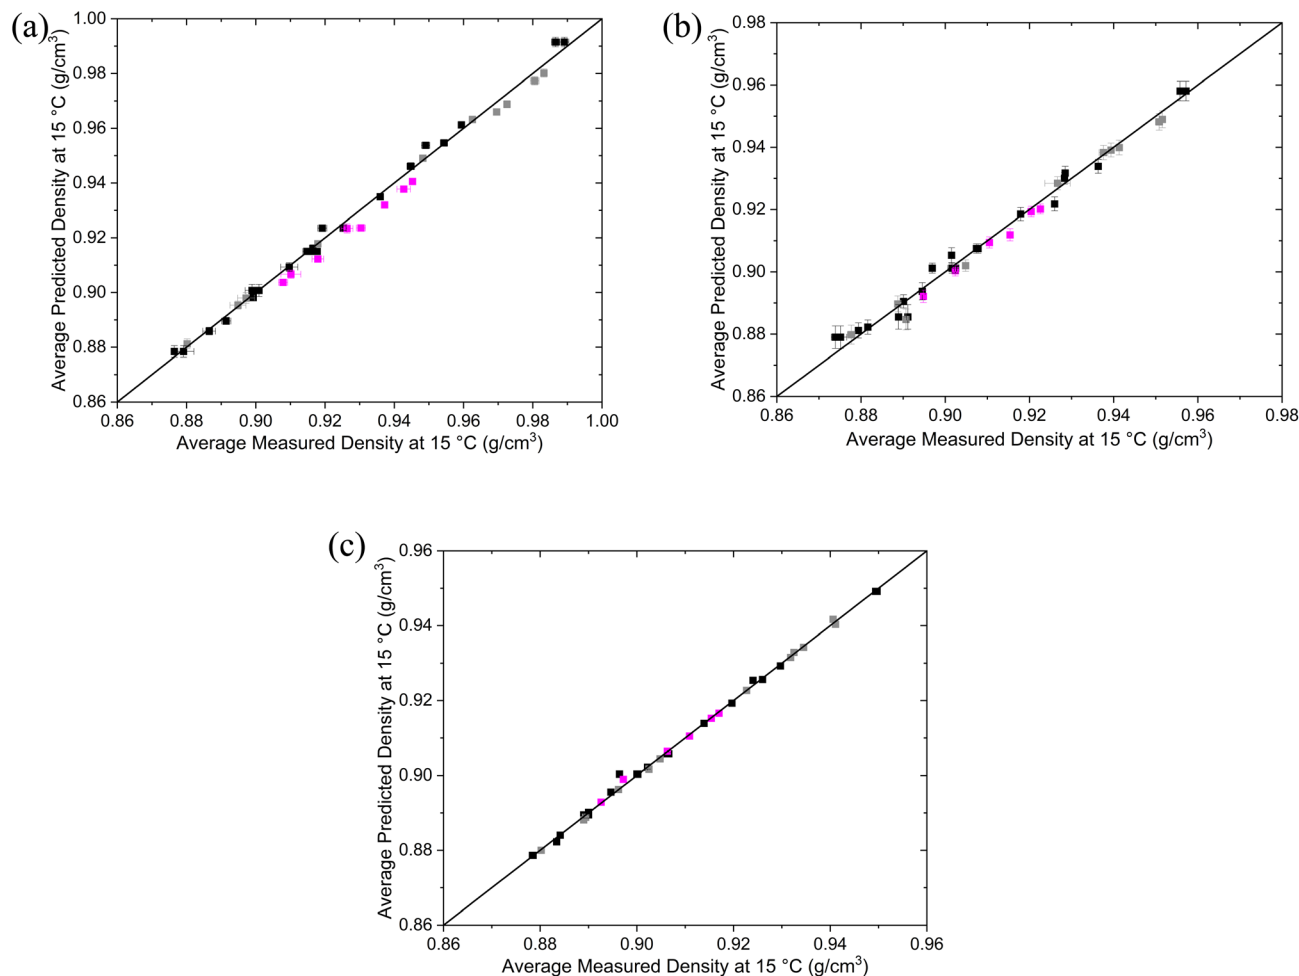 (a)
1.00
0.98
0.96
0.94
0.92
0.90
0.88
0.86
Average Predicted Density at 15 °C (g/cm³)
0.86 0.88 0.90 0.92 0.94 0.96 0.98 1.00
Average Measured Density at 15 °C (g/cm³)
(b)
0.98
0.96
0.94
0.92
0.90
0.88
0.86
Average Predicted Density at 15 °C (g/cm³)
0.86 0.88 0.90 0.92 0.94 0.96 0.98
Average Measured Density at 15 °C (g/cm³)
(c)
0.96
0.94
0.92
0.90
0.88
0.86
Average Predicted Density at 15 °C (g/cm³)
0.86 0.88 0.90 0.92 0.94 0.96
Average Measured Density at 15 °C (g/cm³)